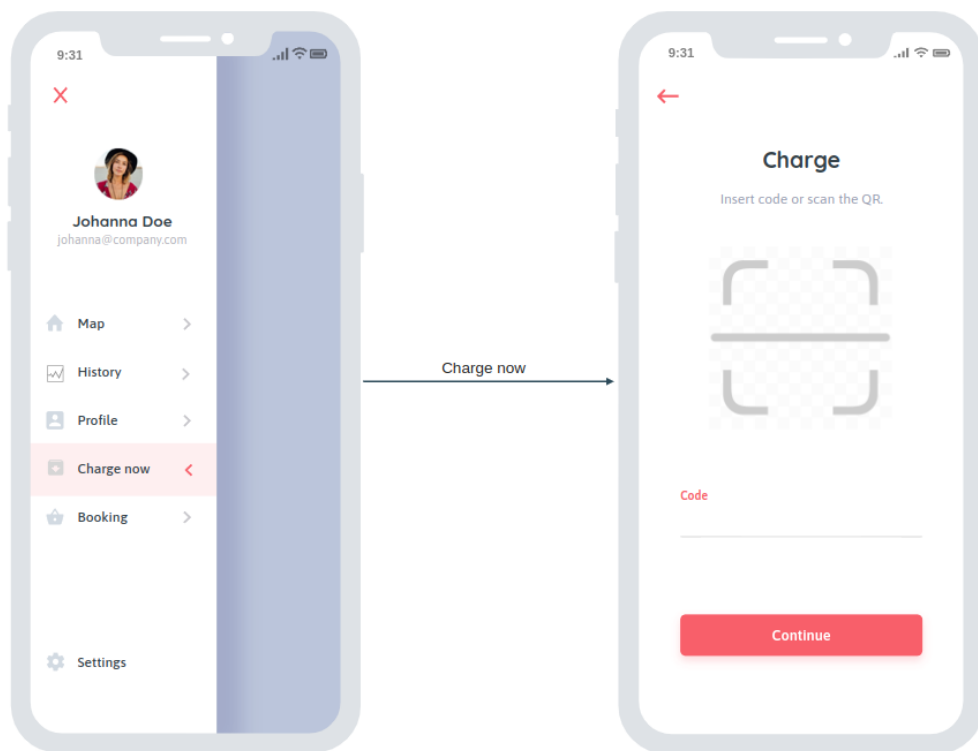 9:31
Johanna Doe
johanna@company.com
Map
History
Profile
Charge now
Booking
Settings
Charge now
9:31
Charge
Insert code or scan the QR.
Code
Continue